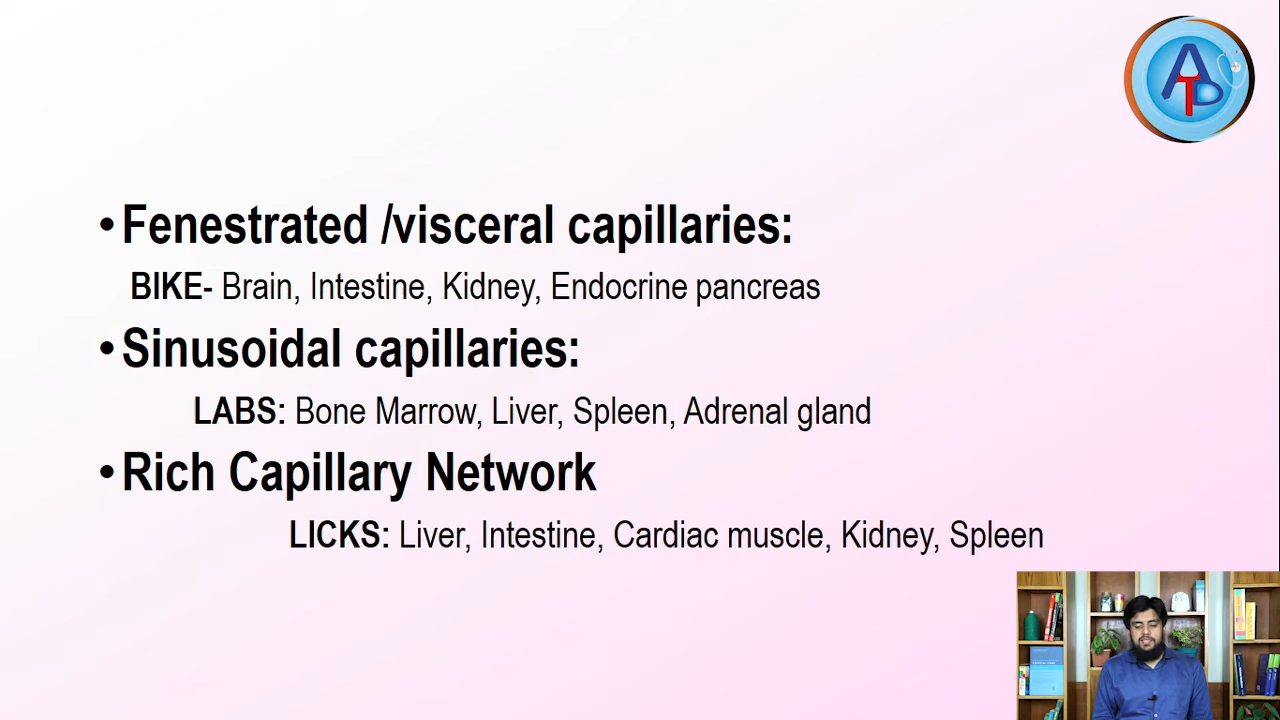 ATD
•Fenestrated /visceral capillaries:
BIKE- Brain, Intestine, Kidney, Endocrine pancreas
•Sinusoidal capillaries:
LABS: Bone Marrow, Liver, Spleen, Adrenal gland
•Rich Capillary Network
LICKS: Liver, Intestine, Cardiac muscle, Kidney, Spleen